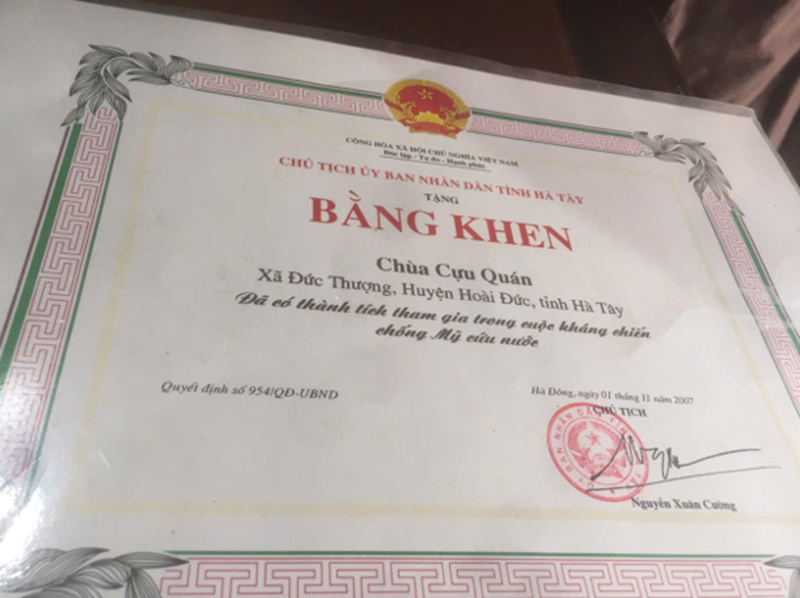 CỘNG HÒA XÃ HỘI CHỦ NGHĨA VIỆT NAM
Độc lập - Tự do - Hạnh phúc
CHỦ TỊCH ỦY BAN NHÂN DÂN TỈNH HÀ TÂY
TẶNG
BẰNG KHEN
Chùa Cựu Quán
Xã Đức Thượng, Huyện Hoài Đức, tỉnh Hà Tây
Đã có thành tích tham gia trong cuộc kháng chiến
chống Mỹ cứu nước
Quyết định số 954/QĐ-UBND
Hà Đông, ngày 01 tháng 11 năm 2007
CHỦ TỊCH
Nguyễn Xuân Cường